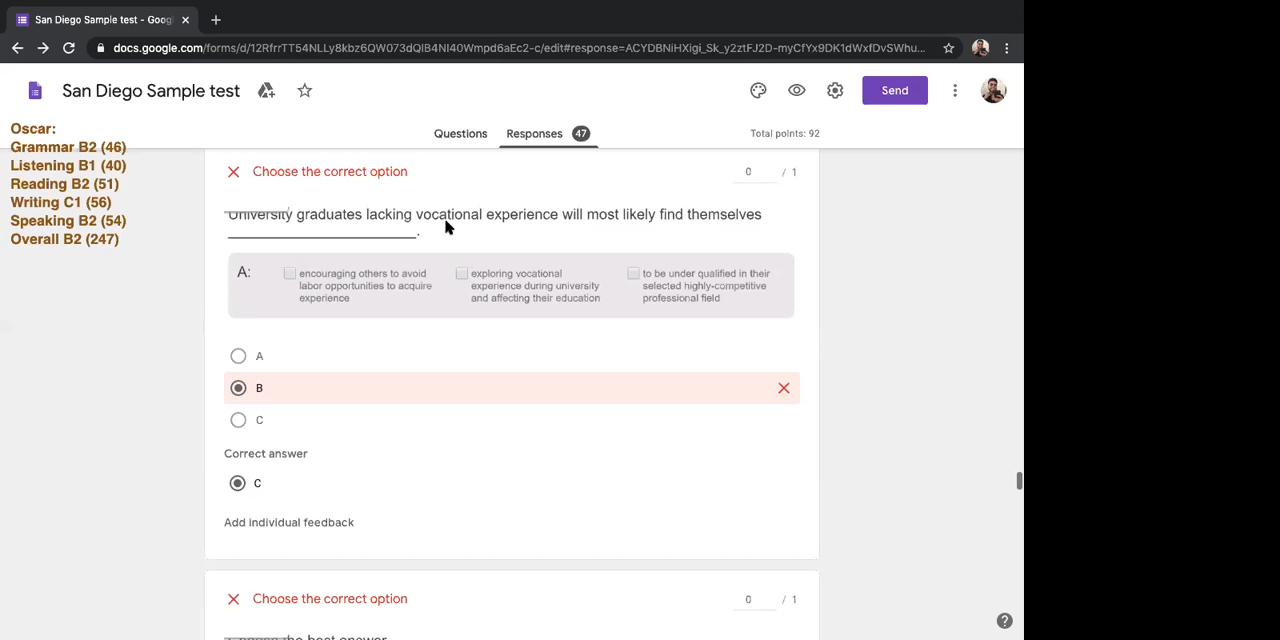 San Diego Sample test - Goog
docs.google.com/forms/d/12RfrrTT54NLLy8kbz6QW073dQIB4NI40Wmpd6aEc2-c/edit#response=ACYDBNiHXigi_Sk_y2ztFJ2D-myCfYx9DK1dWxfDvSWhu...
San Diego Sample test
Send
Oscar:
Grammar B2 (46)
Listening B1 (40)
Reading B2 (51)
Writing C1 (56)
Speaking B2 (54)
Overall B2 (247)
Questions Responses 47 Total points: 92
Choose the correct option 0 / 1
University graduates lacking vocational experience will most likely find themselves
____________________.
A:
encouraging others to avoid
labor opportunities to acquire
experience
exploring vocational
experience during university
and affecting their education
to be under qualified in their
selected highly-competitive
professional field
A
B
C
Correct answer
C
Add individual feedback
Choose the correct option 0 / 1
the best answer